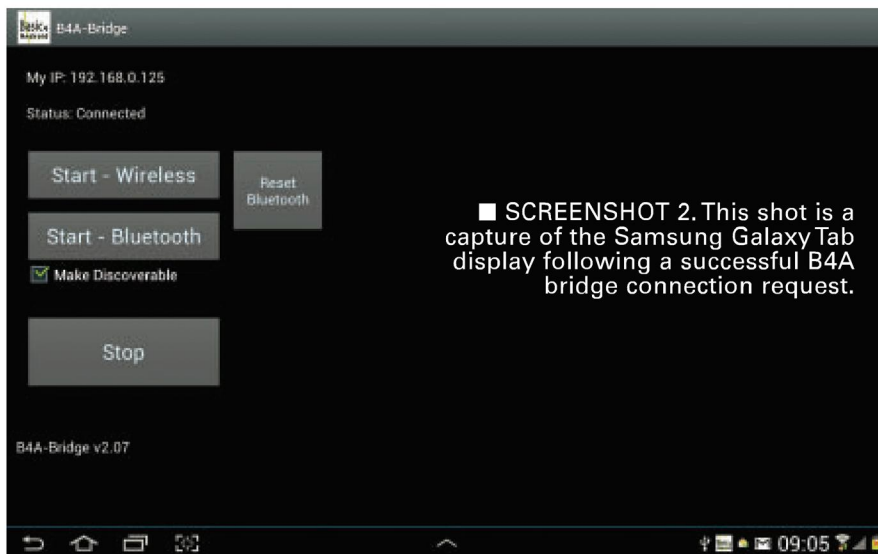 B4A-Bridge
My IP: 192.168.0.125
Status: Connected
Start - Wireless
Reset
Bluetooth
Start - Bluetooth
Make Discoverable
Stop
B4A-Bridge v2.07
■ SCREENSHOT 2. This shot is a
capture of the Samsung Galaxy Tab
display following a successful B4A
bridge connection request.
09:05